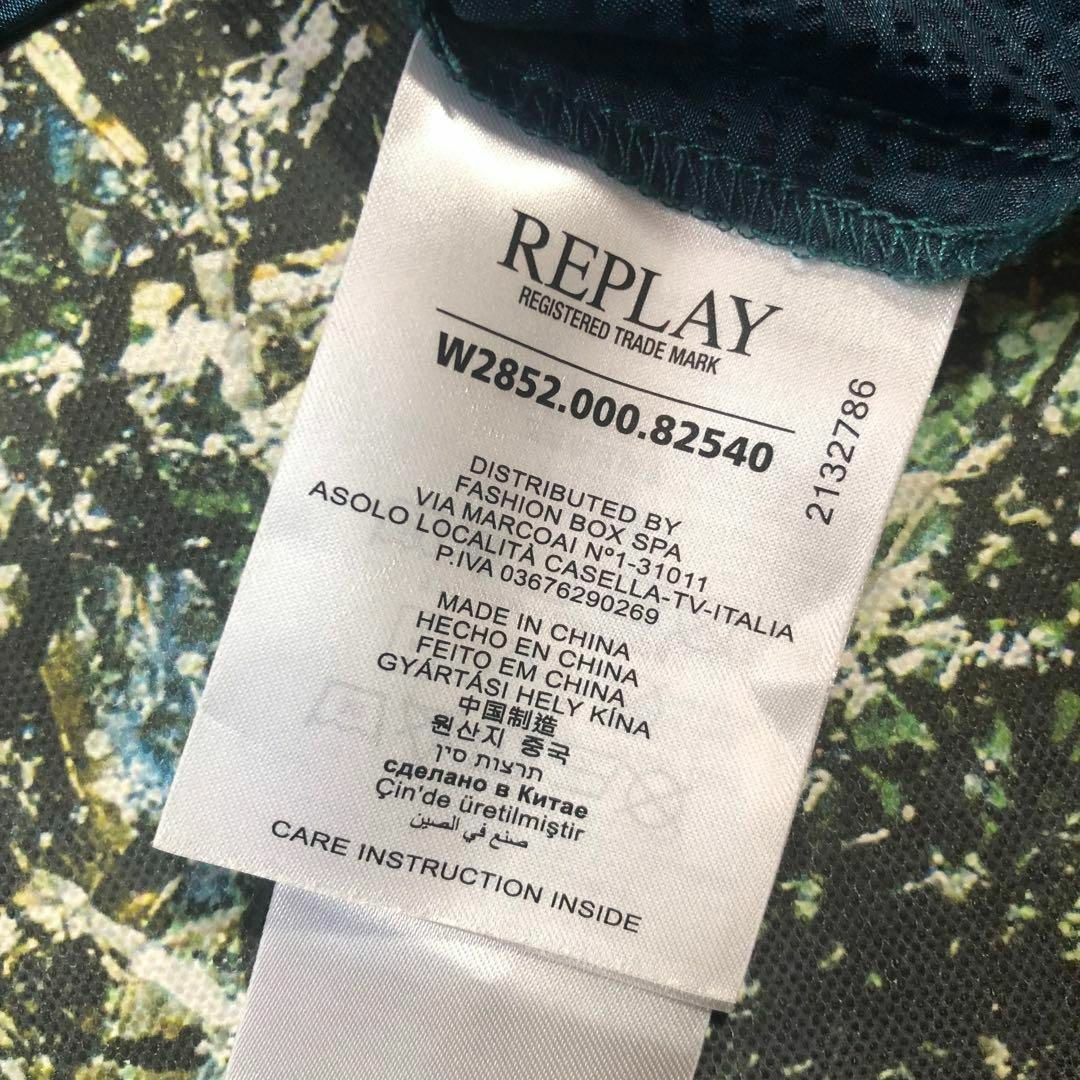 REPLAY
REGISTERED TRADE MARK
W2852.000.82540
2132786
DISTRIBUTED BY
FASHION BOX SPA
VIA MARCOAI Nº1-31011
ASOLO LOCALITÀ CASELLA-TV-ITALIA
P.IVA 03676290269
MADE IN CHINA
HECHO EN CHINA
FEITO EM CHINA
GYÁRTÁSI HELY KÍNA
中国制造
원산지 중국
תרצות סין
сделано в Китае
Çin'de üretilmiştir
صنع في الصين
CARE INSTRUCTION INSIDE